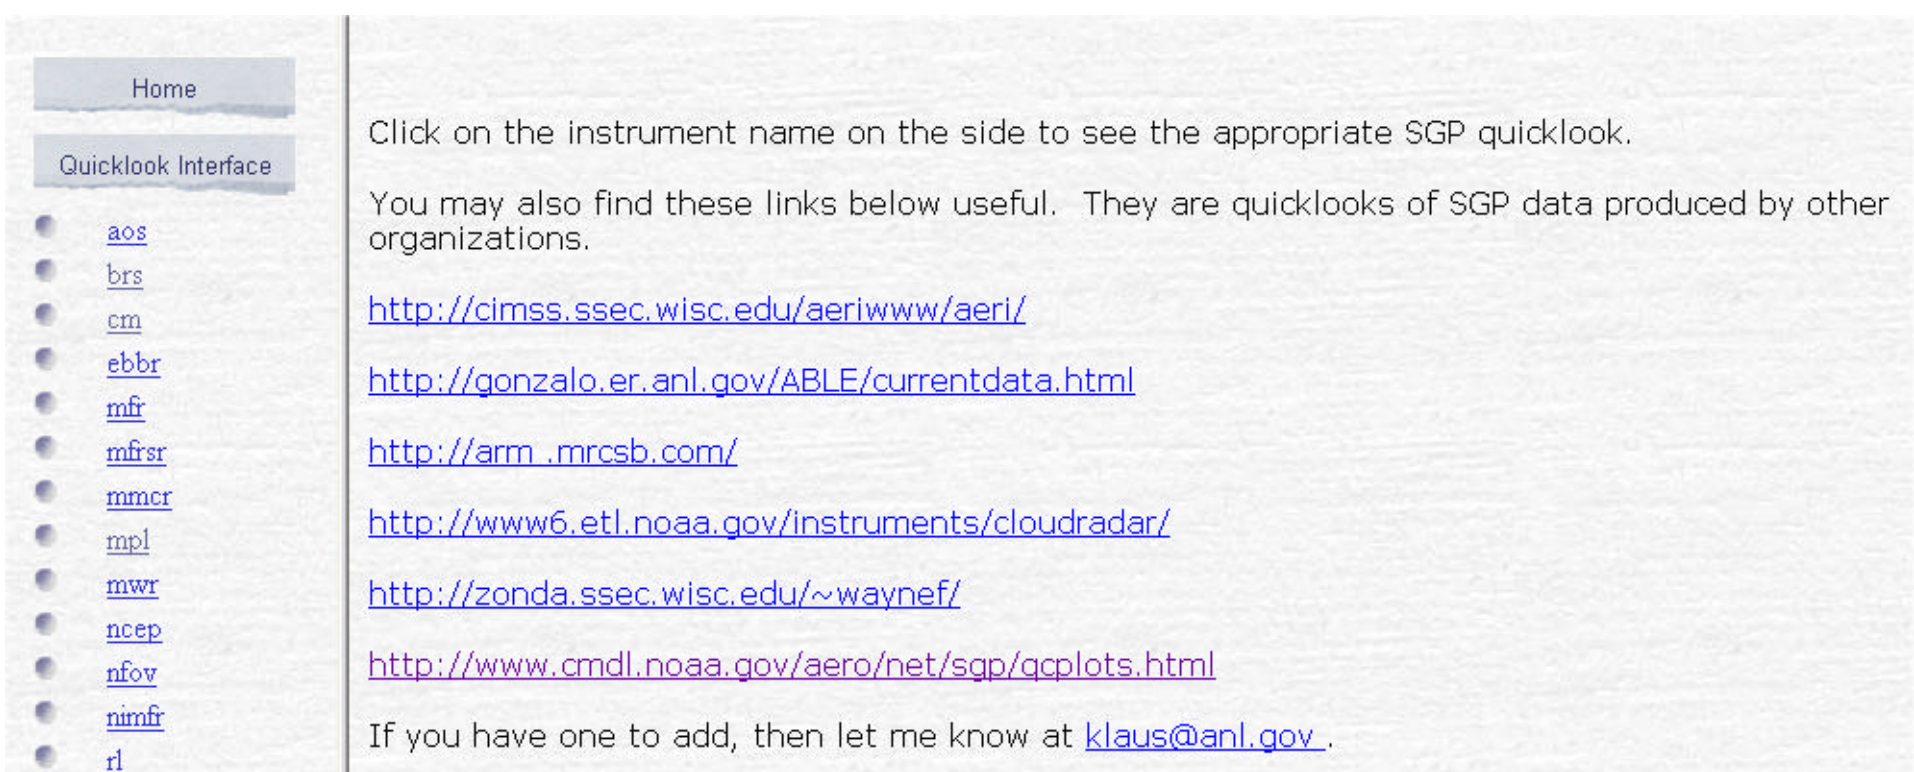 Home
Quicklook Interface
aos
brs
cm
ebbr
mfr
mfrsr
mmcr
mpl
mwr
ncep
nfov
nimfr
rl
Click on the instrument name on the side to see the appropriate SGP quicklook.
You may also find these links below useful.  They are quicklooks of SGP data produced by other
organizations.
http://cimss.ssec.wisc.edu/aeriwww/aeri/
http://gonzalo.er.anl.gov/ABLE/currentdata.html
http://arm .mrcsb.com/
http://www6.etl.noaa.gov/instruments/cloudradar/
http://zonda.ssec.wisc.edu/~waynef/
http://www.cmdl.noaa.gov/aero/net/sgp/qcplots.html
If you have one to add, then let me know at klaus@anl.gov .